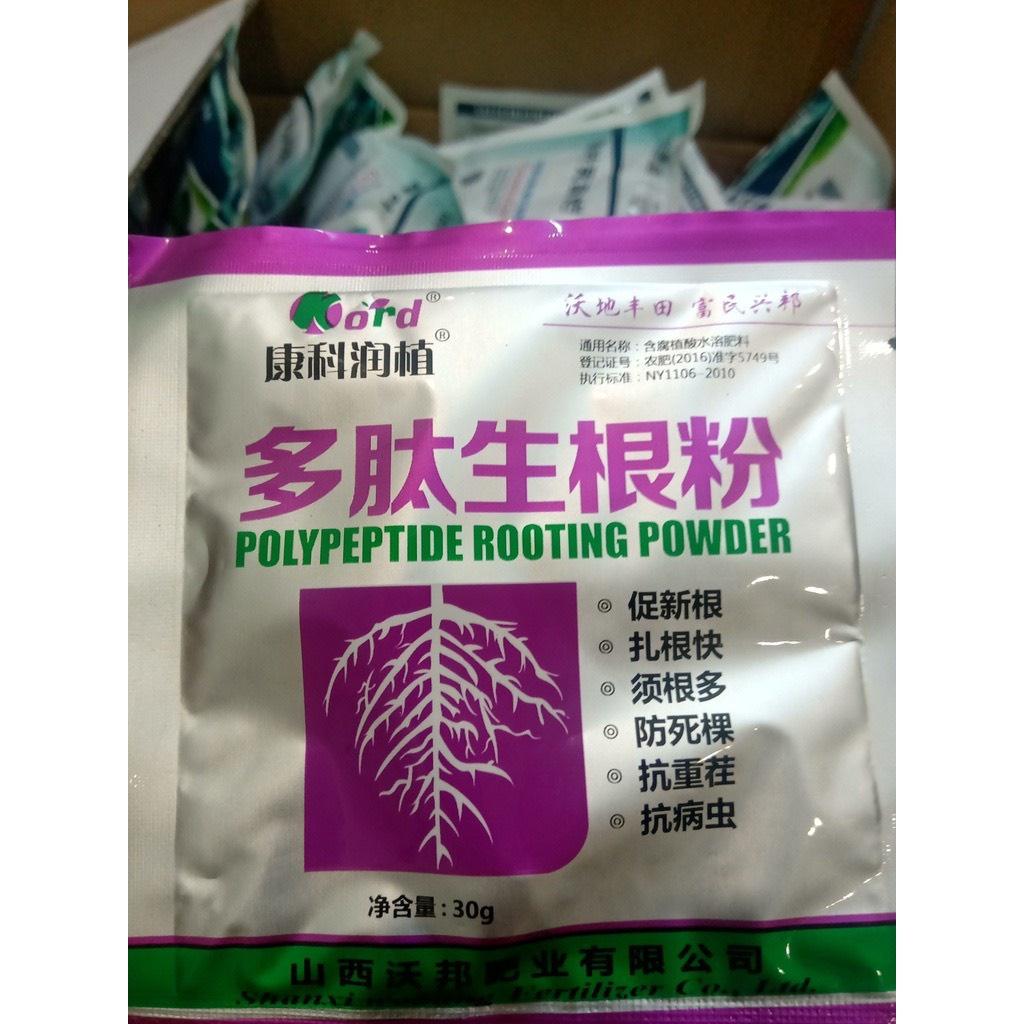 Kord®
康科润植®
沃地丰田 富民兴邦
通用名称：含腐植酸水溶肥料
登记证号：农肥(2016)准字5749号
执行标准：NY1106-2010
多肽生根粉
POLYPEPTIDE ROOTING POWDER
◎ 促新根
◎ 扎根快
◎ 须根多
◎ 防死棵
◎ 抗重茬
◎ 抗病虫
净含量：30g
山西沃邦肥业有限公司
Shanxi Fertilizer Co., Ltd.